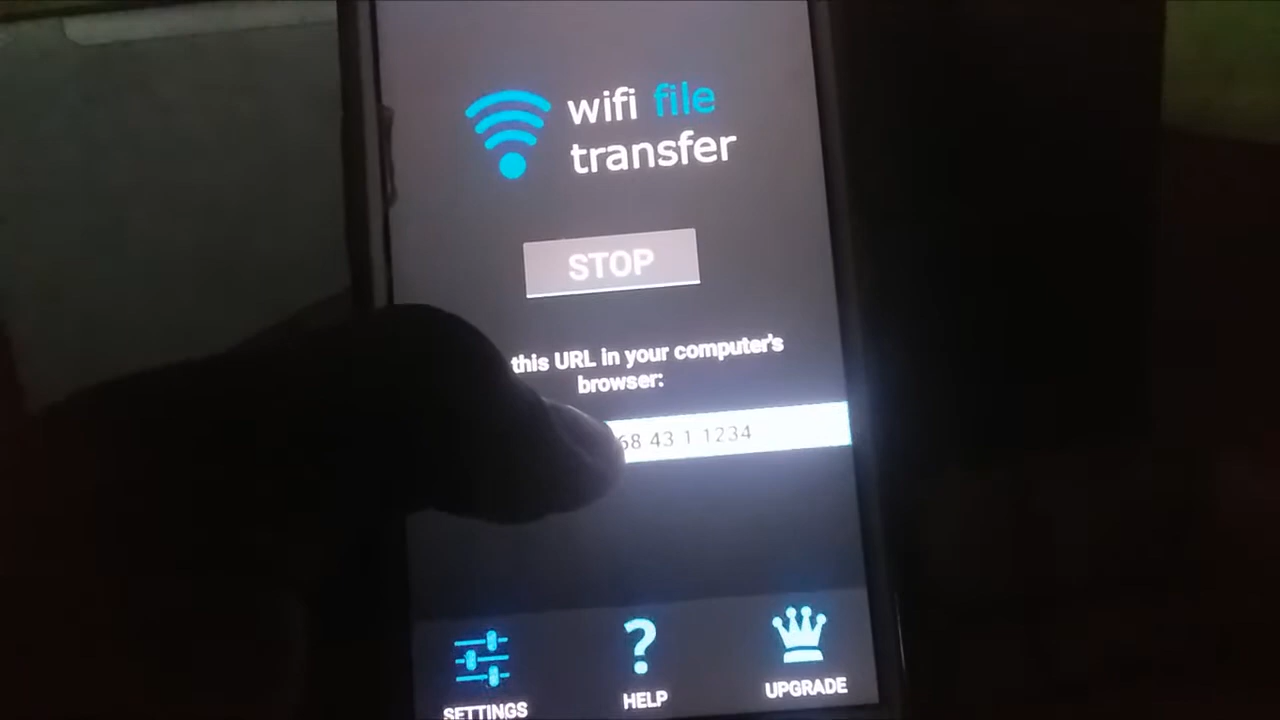 wifi file
transfer
STOP
this URL in your computer's
browser:
68 43 1 1234
SETTINGS
HELP
UPGRADE